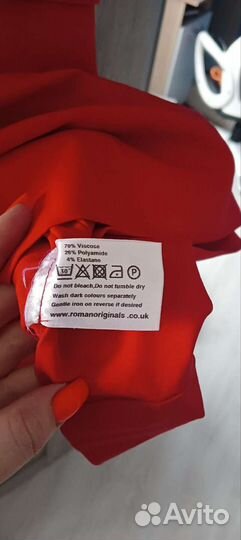 70% Viscose
26% Polyamide
4% Elastane
30 P
Do not bleach,Do not tumble dry
Wash dark colours separately
Gentle iron on reverse if desired
www.romanoriginals .co.uk
Avito